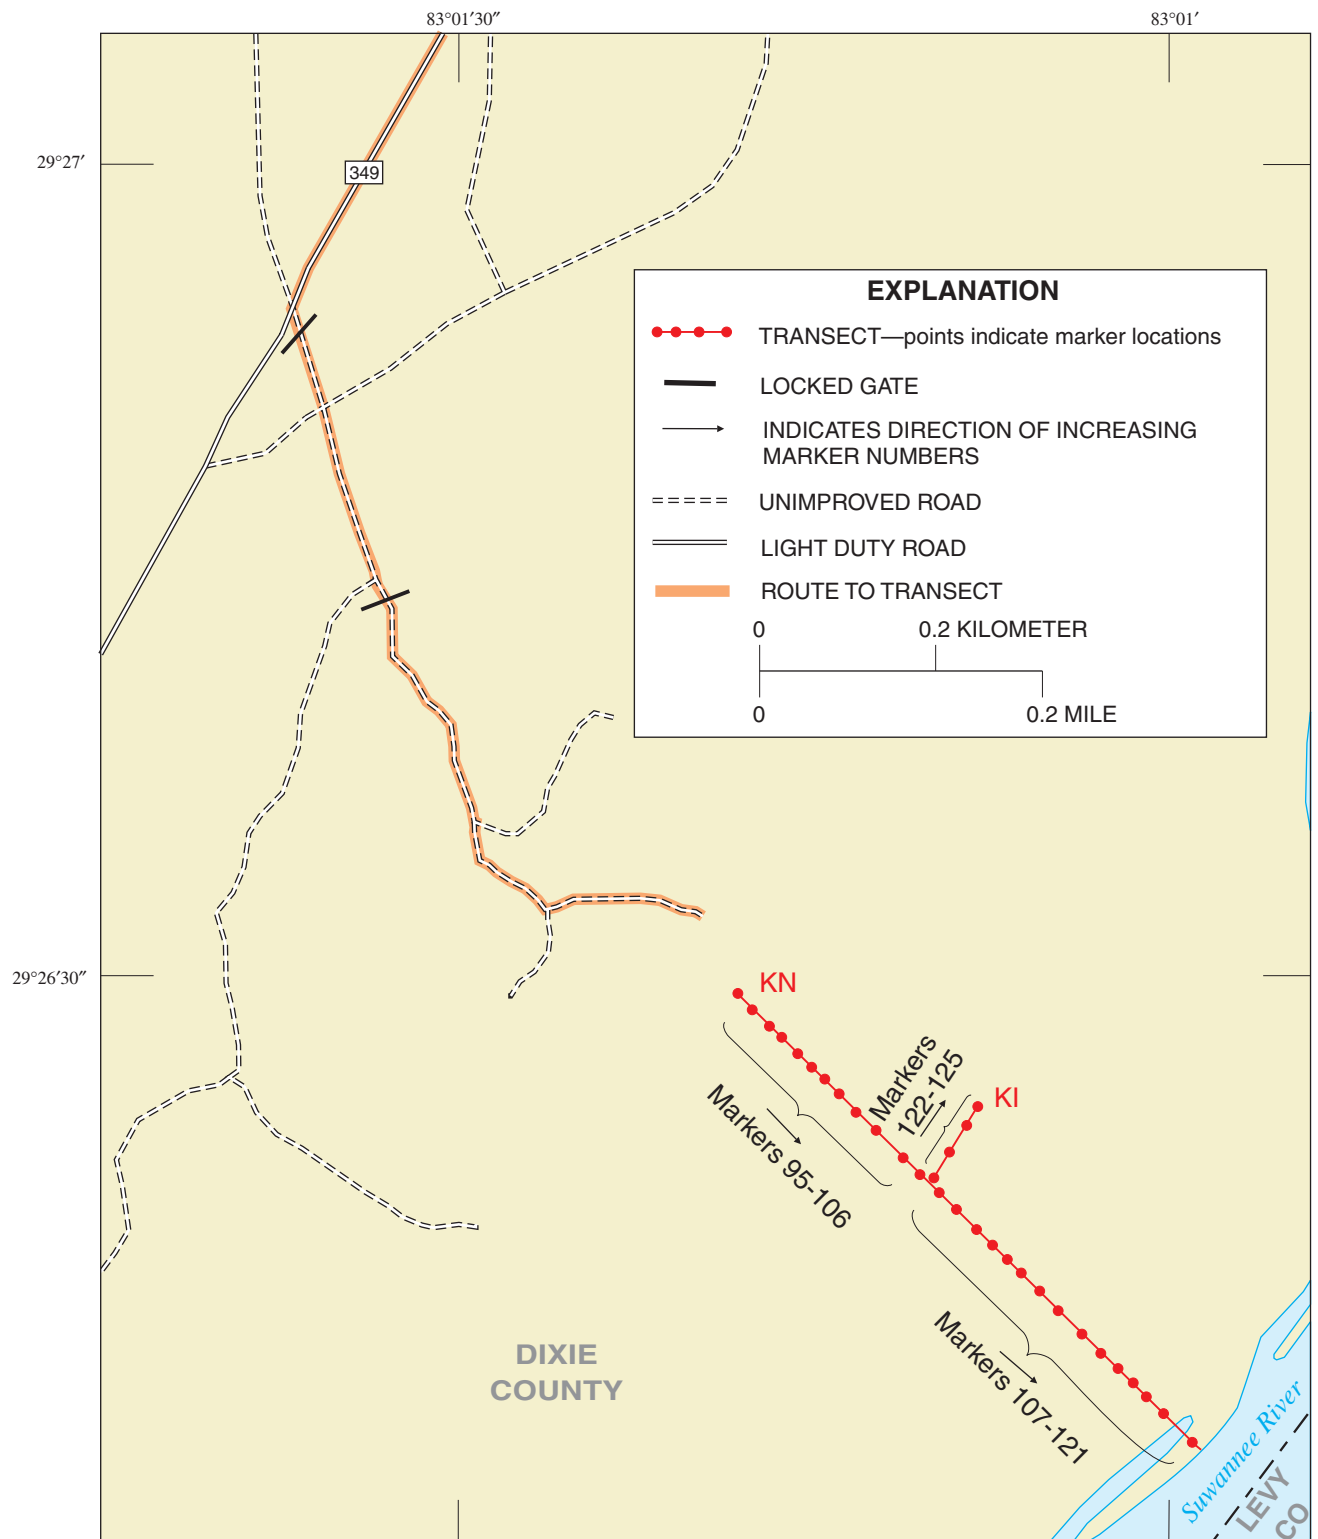 83°01′30″
83°01′
29°27′
349
EXPLANATION
TRANSECT—points indicate marker locations
LOCKED GATE
INDICATES DIRECTION OF INCREASING
MARKER NUMBERS
UNIMPROVED ROAD
LIGHT DUTY ROAD
ROUTE TO TRANSECT
0
0.2 KILOMETER
0
0.2 MILE
29°26′30″
KN
Markers
122-125
KI
Markers 95-106
Markers 107-121
DIXIE
COUNTY
Suwannee River
LEVY
CO